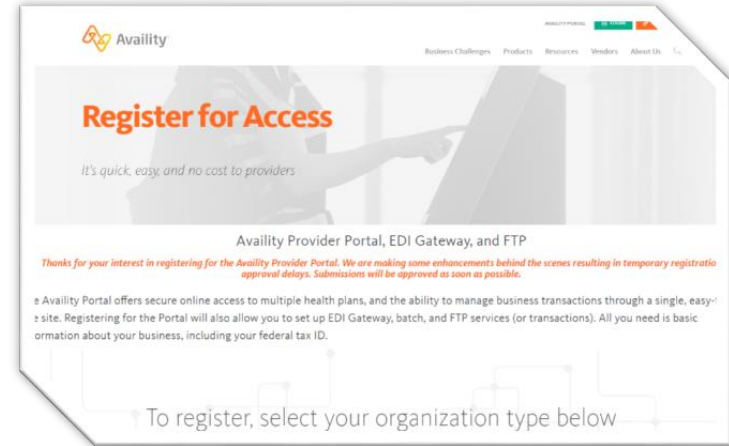 AVAILITY PORTAL
Availity
Business Challenges Products Resources Vendors About Us
Register for Access
It's quick, easy, and no cost to providers
Availity Provider Portal, EDI Gateway, and FTP
Thanks for your interest in registering for the Availity Provider Portal. We are making some enhancements behind the scenes resulting in temporary registratio
approval delays. Submissions will be approved as soon as possible.
e Availity Portal offers secure online access to multiple health plans, and the ability to manage business transactions through a single, easy-
e site. Registering for the Portal will also allow you to set up EDI Gateway, batch, and FTP services (or transactions). All you need is basic
ormation about your business, including your federal tax ID.
To register, select your organization type below